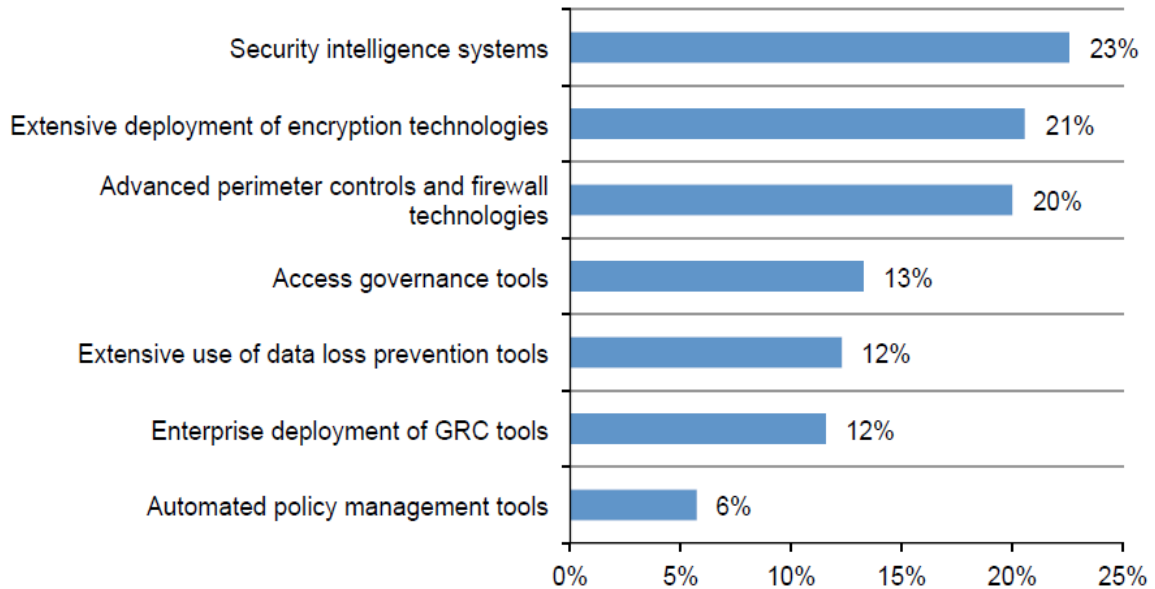 Security intelligence systems 23%
Extensive deployment of encryption technologies 21%
Advanced perimeter controls and firewall
technologies 20%
Access governance tools 13%
Extensive use of data loss prevention tools 12%
Enterprise deployment of GRC tools 12%
Automated policy management tools 6%
0% 5% 10% 15% 20% 25%